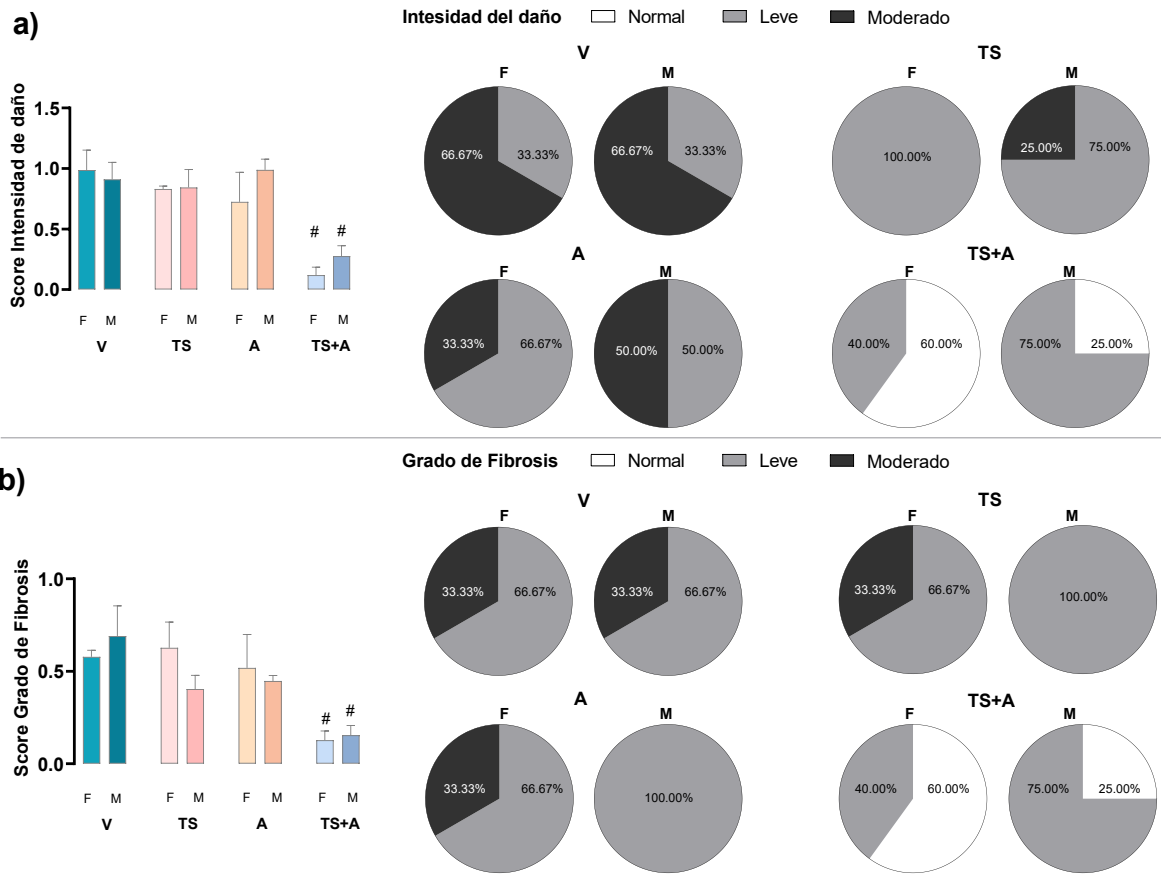 a)
Intesidad del daño Normal Leve Moderado
V
TS
F M F M
Score Intensidad de daño
1.5
1.0
0.5
0.0
# #
F M F M F M F M
V TS A TS+A
66.67% 33.33%
66.67% 33.33%
100.00%
25.00% 75.00%
A
TS+A
F M F M
33.33% 66.67%
50.00% 50.00%
40.00% 60.00%
75.00% 25.00%
b)
Grado de Fibrosis Normal Leve Moderado
V
TS
F M F M
Score Grado de Fibrosis
1.0
0.5
0.0
# #
F M F M F M F M
V TS A TS+A
33.33% 66.67%
33.33% 66.67%
33.33% 66.67%
100.00%
A
TS+A
F M F M
33.33% 66.67%
100.00%
40.00% 60.00%
75.00% 25.00%